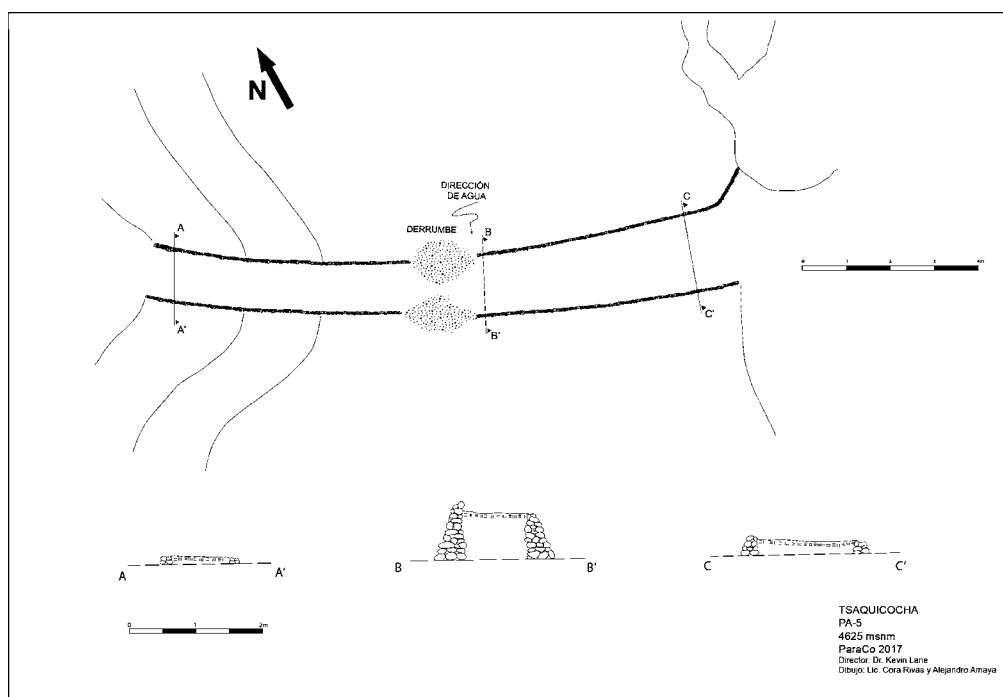 N
DIRECCIÓN
DE AGUA
DERRUMBE
A
B
C
A'
B'
C'
0 1 2 3 4m
A A'
B B'
C C'
0 1 2m
TSAQUICOCHA
PA-5
4625 msnm
ParaCo 2017
Director: Dr. Kevin Lane
Dibujo: Lic. Cora Rivas y Alejandro Amaya